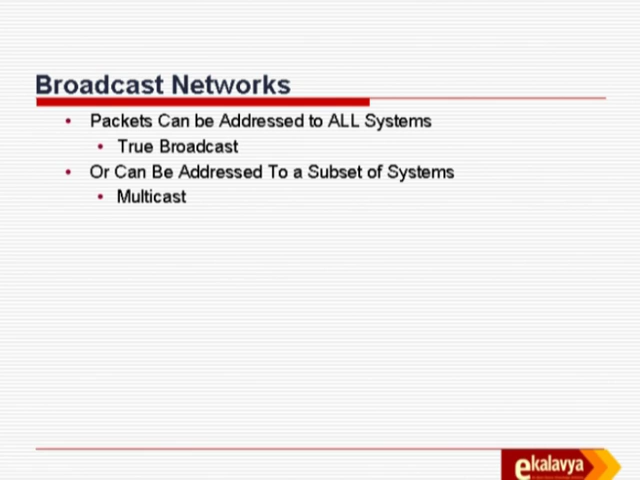 Broadcast Networks
• Packets Can be Addressed to ALL Systems
• True Broadcast
• Or Can Be Addressed To a Subset of Systems
• Multicast
ekalavya